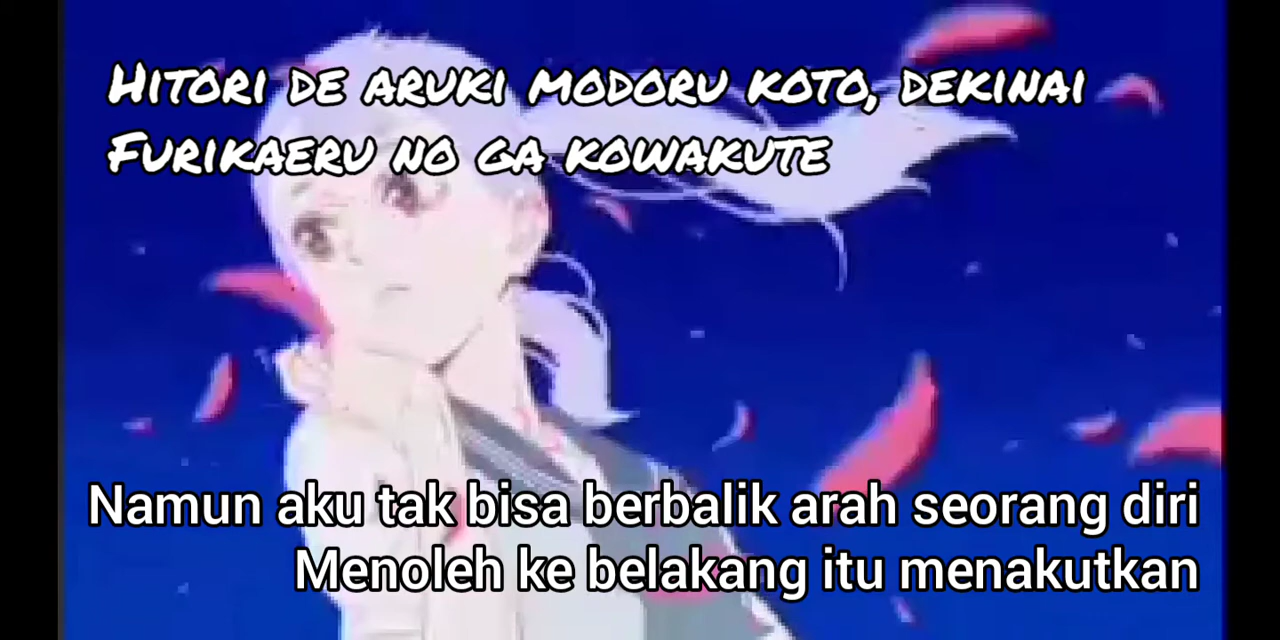 Hitori de aruki modoru koto, dekinai
Furikaeru no ga kowakute
Namun aku tak bisa berbalik arah seorang diri
Menoleh ke belakang itu menakutkan